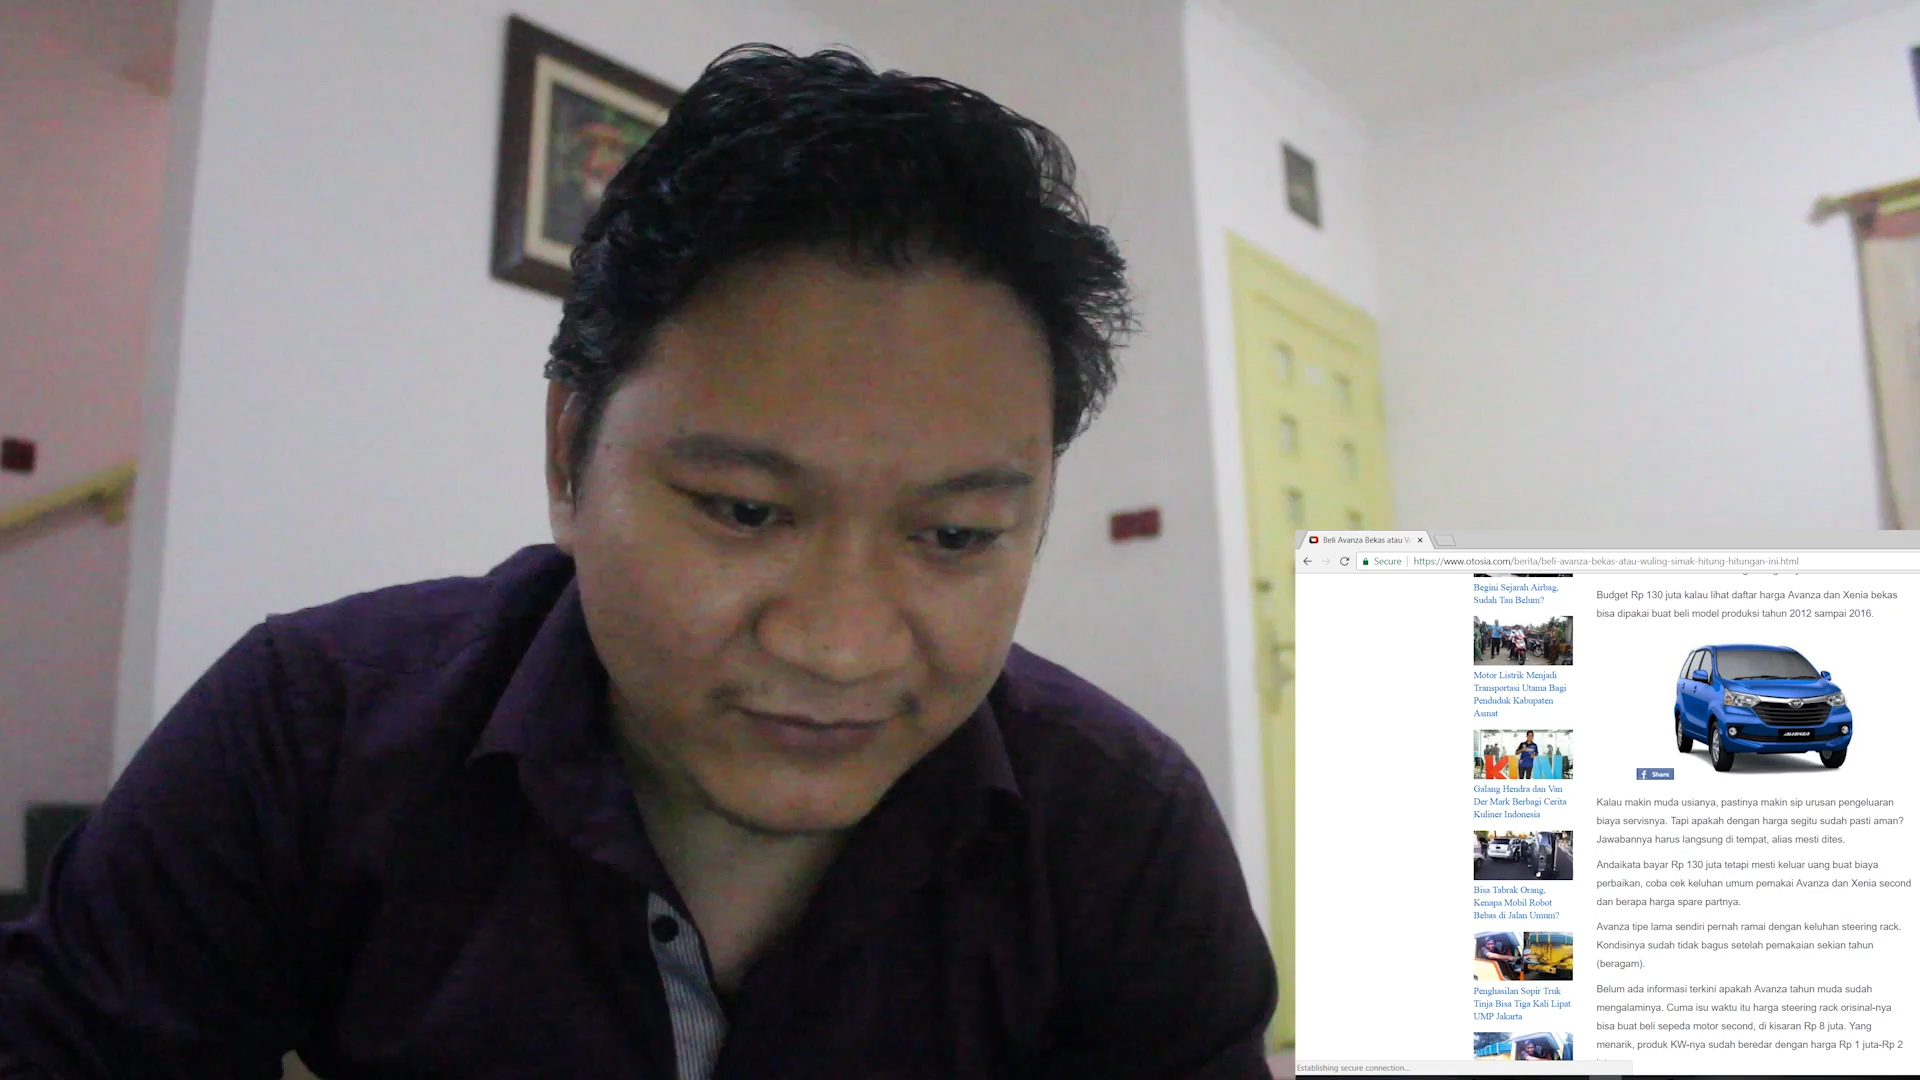 Beli Avanza Bekas atau W
Secure
https://www.otosia.com/berita/beli-avanza-bekas-atau-wuling-simak-hitung-hitungan-ini.html
Begini Sejarah Airbag,
Sudah Tau Belum?
Motor Listrik Menjadi
Transportasi Utama Bagi
Penduduk Kabupaten
Asmat
Galang Hendra dan Van
Der Mark Berbagi Cerita
Kuliner Indonesia
Bisa Tabrak Orang,
Kenapa Mobil Robot
Bebas di Jalan Umum?
Penghasilan Sopir Truk
Tinja Bisa Tiga Kali Lipat
UMP Jakarta
Budget Rp 130 juta kalau lihat daftar harga Avanza dan Xenia bekas
bisa dipakai buat beli model produksi tahun 2012 sampai 2016.
AVANZA
Share
Kalau makin muda usianya, pastinya makin sip urusan pengeluaran
biaya servisnya. Tapi apakah dengan harga segitu sudah pasti aman?
Jawabannya harus langsung di tempat, alias mesti dites.
Andaikata bayar Rp 130 juta tetapi mesti keluar uang buat biaya
perbaikan, coba cek keluhan umum pemakai Avanza dan Xenia second
dan berapa harga spare partnya.
Avanza tipe lama sendiri pernah ramai dengan keluhan steering rack.
Kondisinya sudah tidak bagus setelah pemakaian sekian tahun
(beragam).
Belum ada informasi terkini apakah Avanza tahun muda sudah
mengalaminya. Cuma isu waktu itu harga steering rack orisinal-nya
bisa buat beli sepeda motor second, di kisaran Rp 8 juta. Yang
menarik, produk KW-nya sudah beredar dengan harga Rp 1 juta-Rp 2
Establishing secure connection...